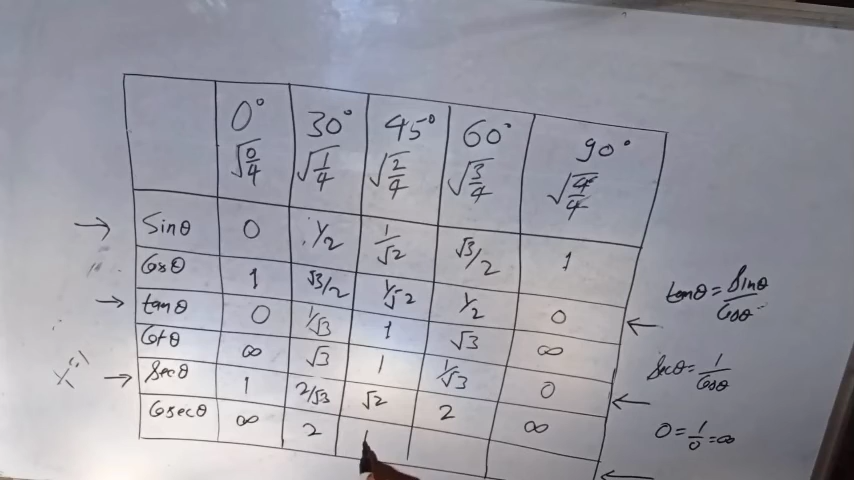 0° 30° 45° 60° 90°
√0/4 √1/4 √2/4 √3/4 √4/4
Sinθ 0 1/2 1/√2 √3/2 1
Cosθ 1 √3/2 1/√2 1/2 0
tanθ 0 1/√3 1 √3 ∞
Cotθ ∞ √3 1 1/√3 0
Secθ 1 2/√3 √2 2 ∞
Cosecθ ∞ 2
tanθ = Sinθ/Cosθ
Secθ = 1/Cosθ
0 = 1/0 = ∞